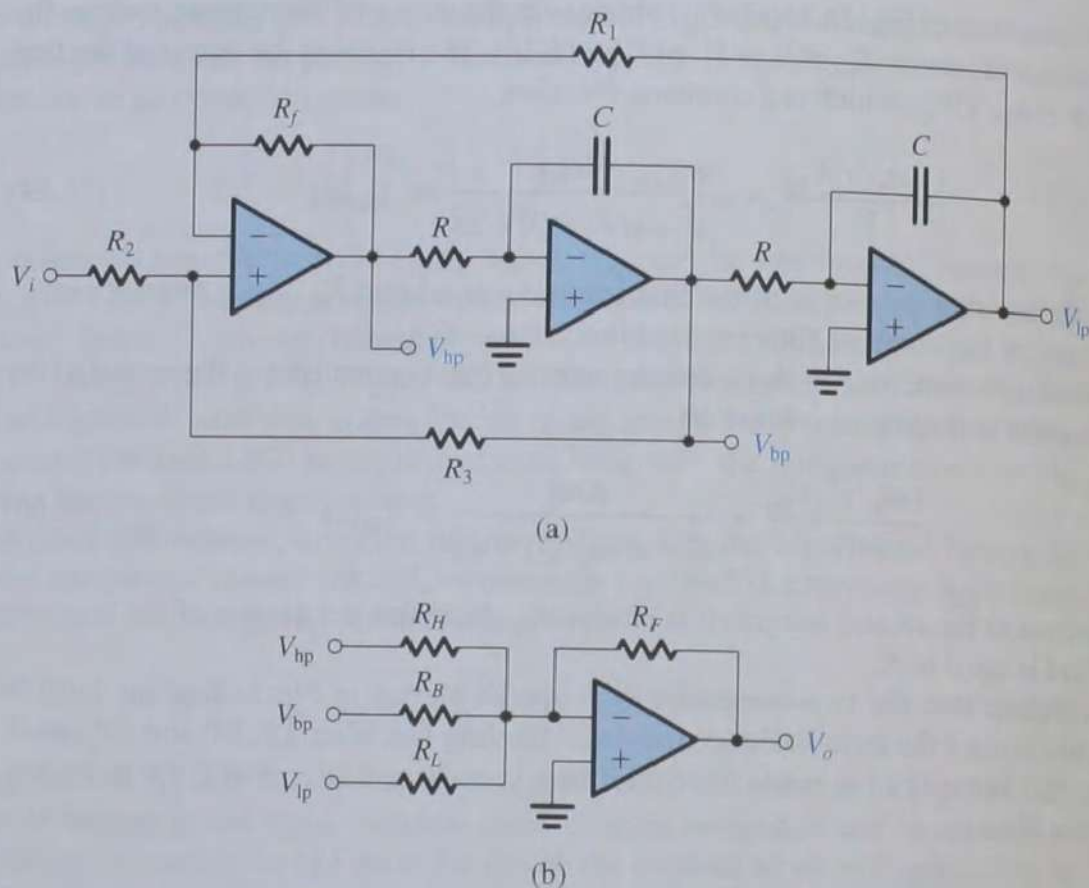 R1
Rf
C
C
R2
R
R
Vi
−
+
−
+
−
+
Vlp
Vhp
R3
Vbp
(a)
Vhp
RH
RF
Vbp
RB
−
+
Vo
Vlp
RL
(b)